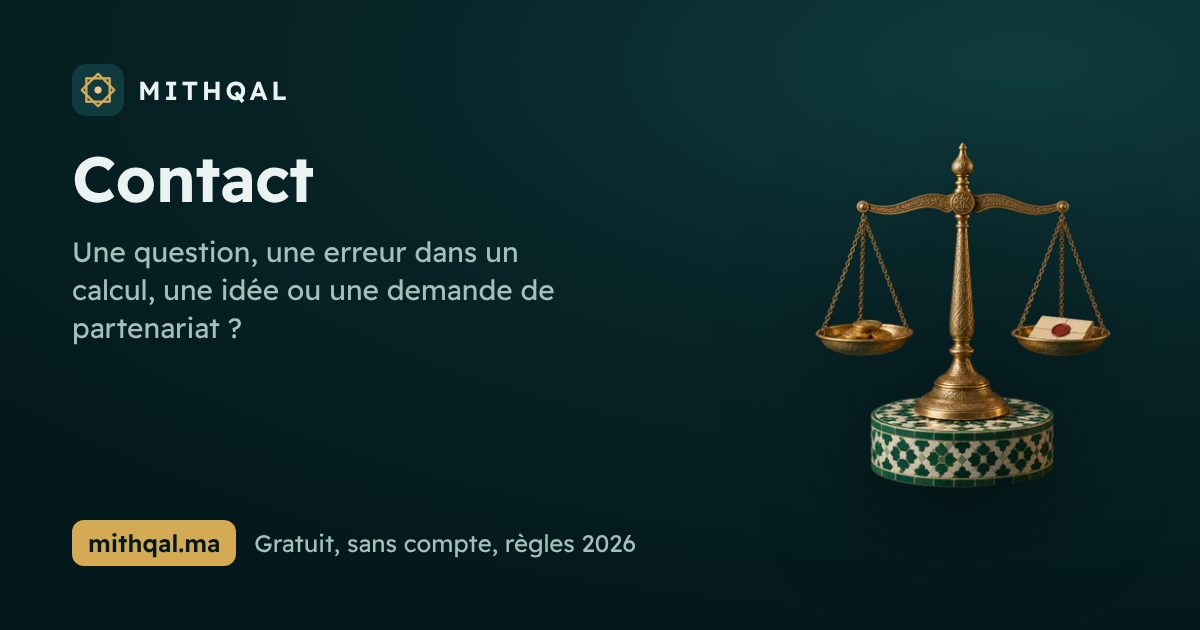 MITHQAL
Contact
Une question, une erreur dans un
calcul, une idée ou une demande de
partenariat ?
mithqal.ma Gratuit, sans compte, règles 2026